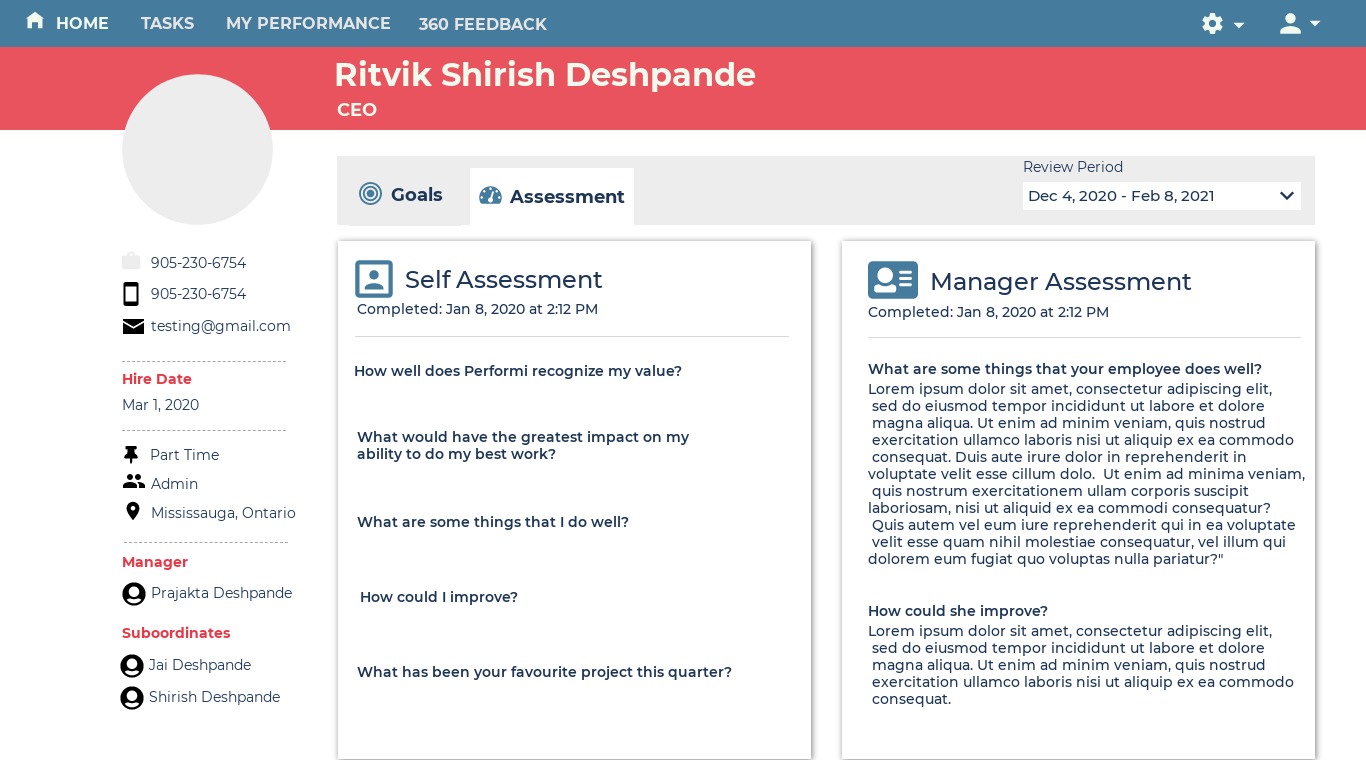 HOME TASKS MY PERFORMANCE 360 FEEDBACK
Ritvik Shirish Deshpande
CEO
905-230-6754
905-230-6754
testing@gmail.com
Hire Date
Mar 1, 2020
Part Time
Admin
Mississauga, Ontario
Manager
Prajakta Deshpande
Suboordinates
Jai Deshpande
Shirish Deshpande
Goals
Assessment
Review Period
Dec 4, 2020 - Feb 8, 2021
Self Assessment
Completed: Jan 8, 2020 at 2:12 PM
How well does Performi recognize my value?
What would have the greatest impact on my
ability to do my best work?
What are some things that I do well?
How could I improve?
What has been your favourite project this quarter?
Manager Assessment
Completed: Jan 8, 2020 at 2:12 PM
What are some things that your employee does well?
Lorem ipsum dolor sit amet, consectetur adipiscing elit,
sed do eiusmod tempor incididunt ut labore et dolore
magna aliqua. Ut enim ad minim veniam, quis nostrud
exercitation ullamco laboris nisi ut aliquip ex ea commodo
consequat. Duis aute irure dolor in reprehenderit in
voluptate velit esse cillum dolo.  Ut enim ad minima veniam,
quis nostrum exercitationem ullam corporis suscipit
laboriosam, nisi ut aliquid ex ea commodi consequatur?
Quis autem vel eum iure reprehenderit qui in ea voluptate
velit esse quam nihil molestiae consequatur, vel illum qui
dolorem eum fugiat quo voluptas nulla pariatur?"
How could she improve?
Lorem ipsum dolor sit amet, consectetur adipiscing elit,
sed do eiusmod tempor incididunt ut labore et dolore
magna aliqua. Ut enim ad minim veniam, quis nostrud
exercitation ullamco laboris nisi ut aliquip ex ea commodo
consequat.